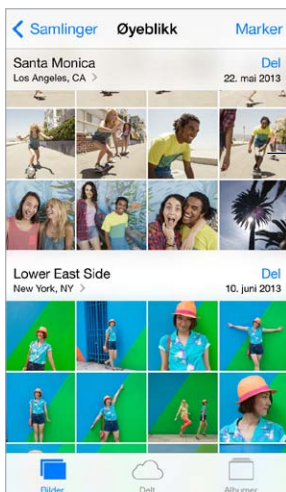 Samlinger Øyeblikk Marker
Santa Monica Del
Los Angeles, CA > 22. mai 2013
Lower East Side Del
New York, NY > 10. juni 2013
Bilder Delt Albumer